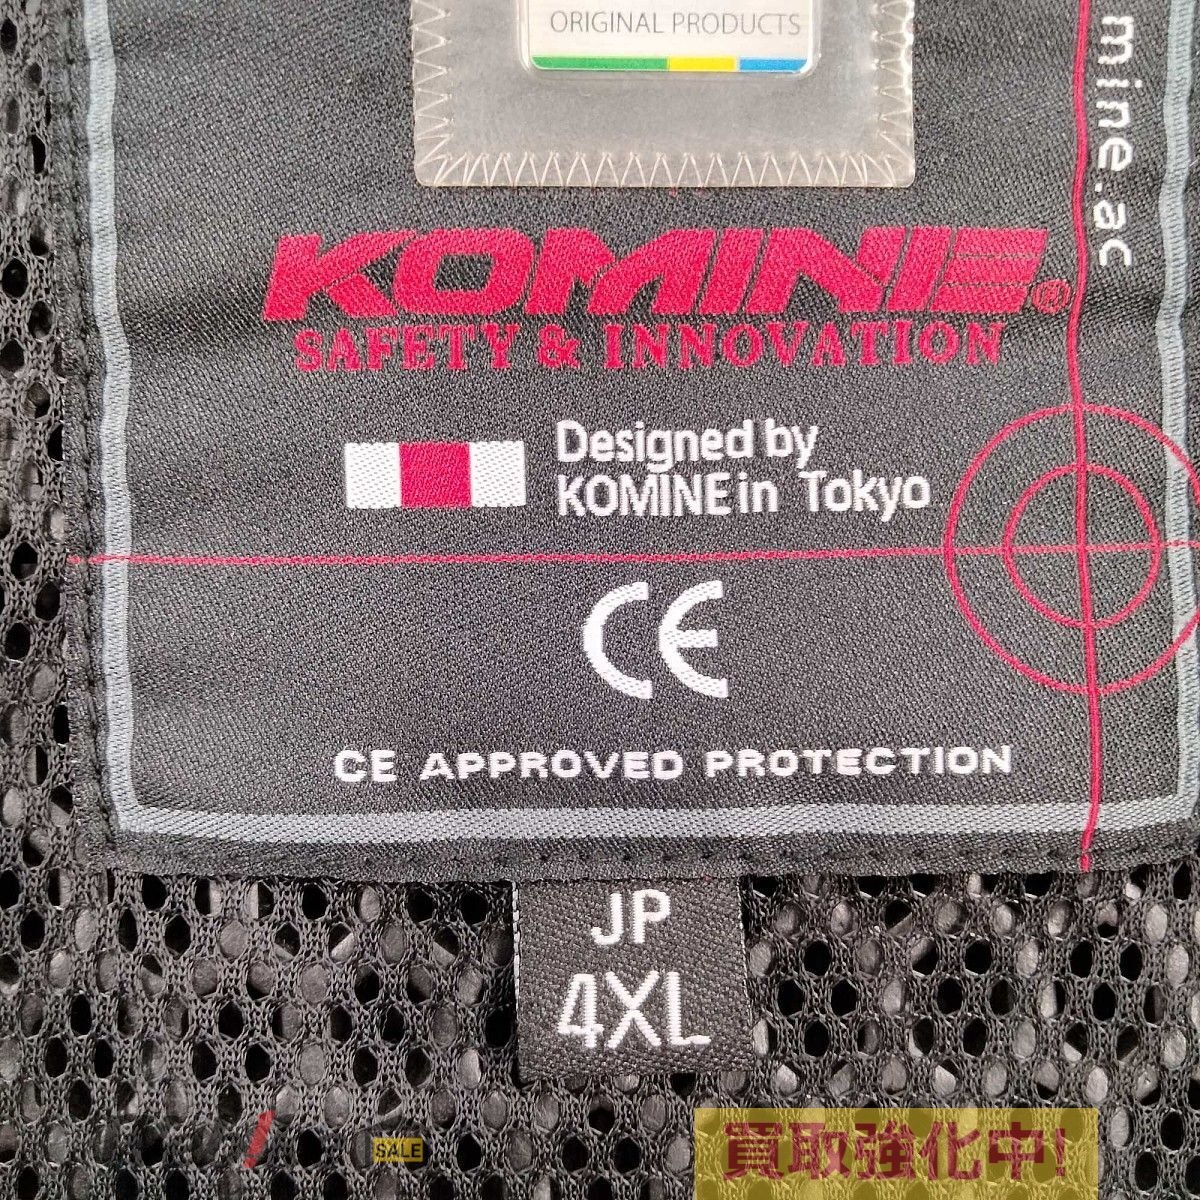 ORIGINAL PRODUCTS
mine.ac
KOMINE®
SAFETY & INNOVATION
Designed by
KOMINE in Tokyo
CE
CE APPROVED PROTECTION
JP
4XL
SALE
買取強化中!